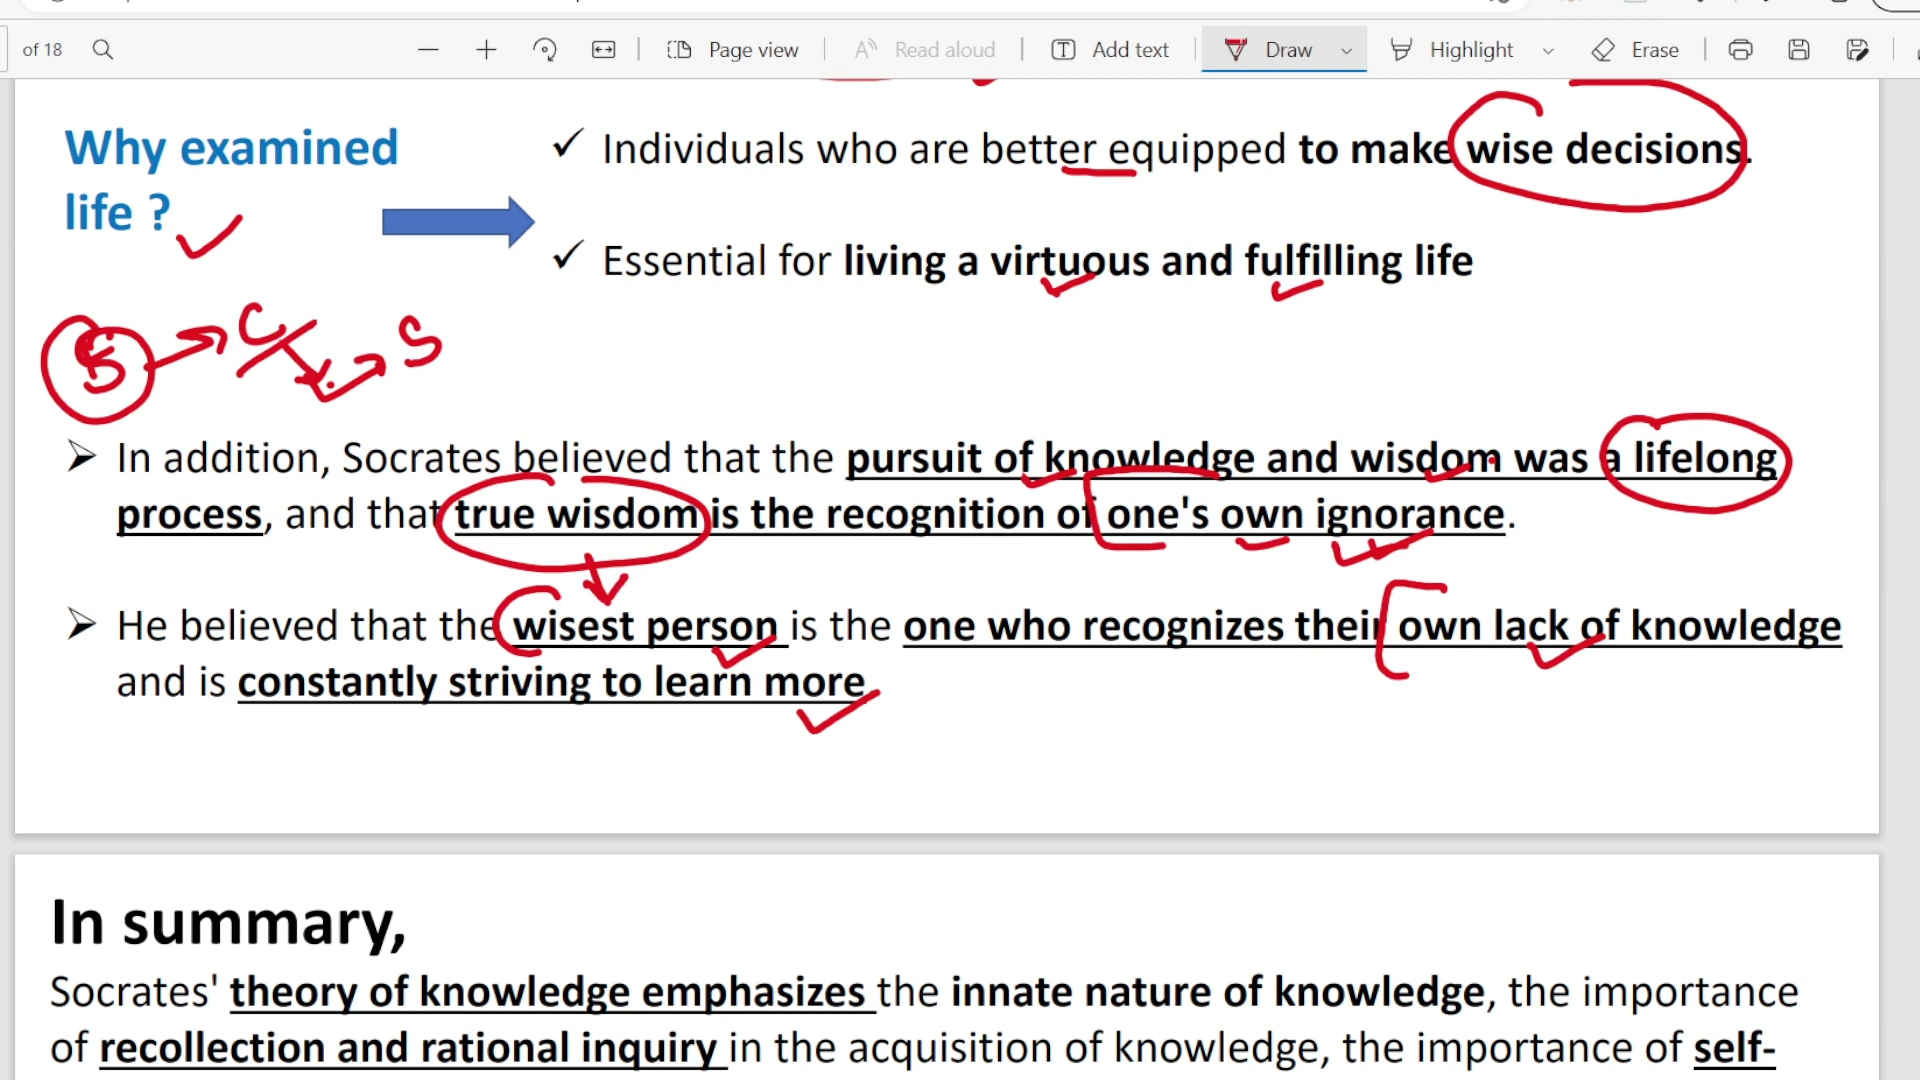 of 18 Page view Read aloud Add text Draw Highlight Erase
Why examined
life ?
✓ Individuals who are better equipped to make wise decisions.
✓ Essential for living a virtuous and fulfilling life
S C S
➢ In addition, Socrates believed that the pursuit of knowledge and wisdom was a lifelong
process, and that true wisdom is the recognition of one's own ignorance.
➢ He believed that the wisest person is the one who recognizes their own lack of knowledge
and is constantly striving to learn more.
In summary,
Socrates' theory of knowledge emphasizes the innate nature of knowledge, the importance
of recollection and rational inquiry in the acquisition of knowledge, the importance of self-